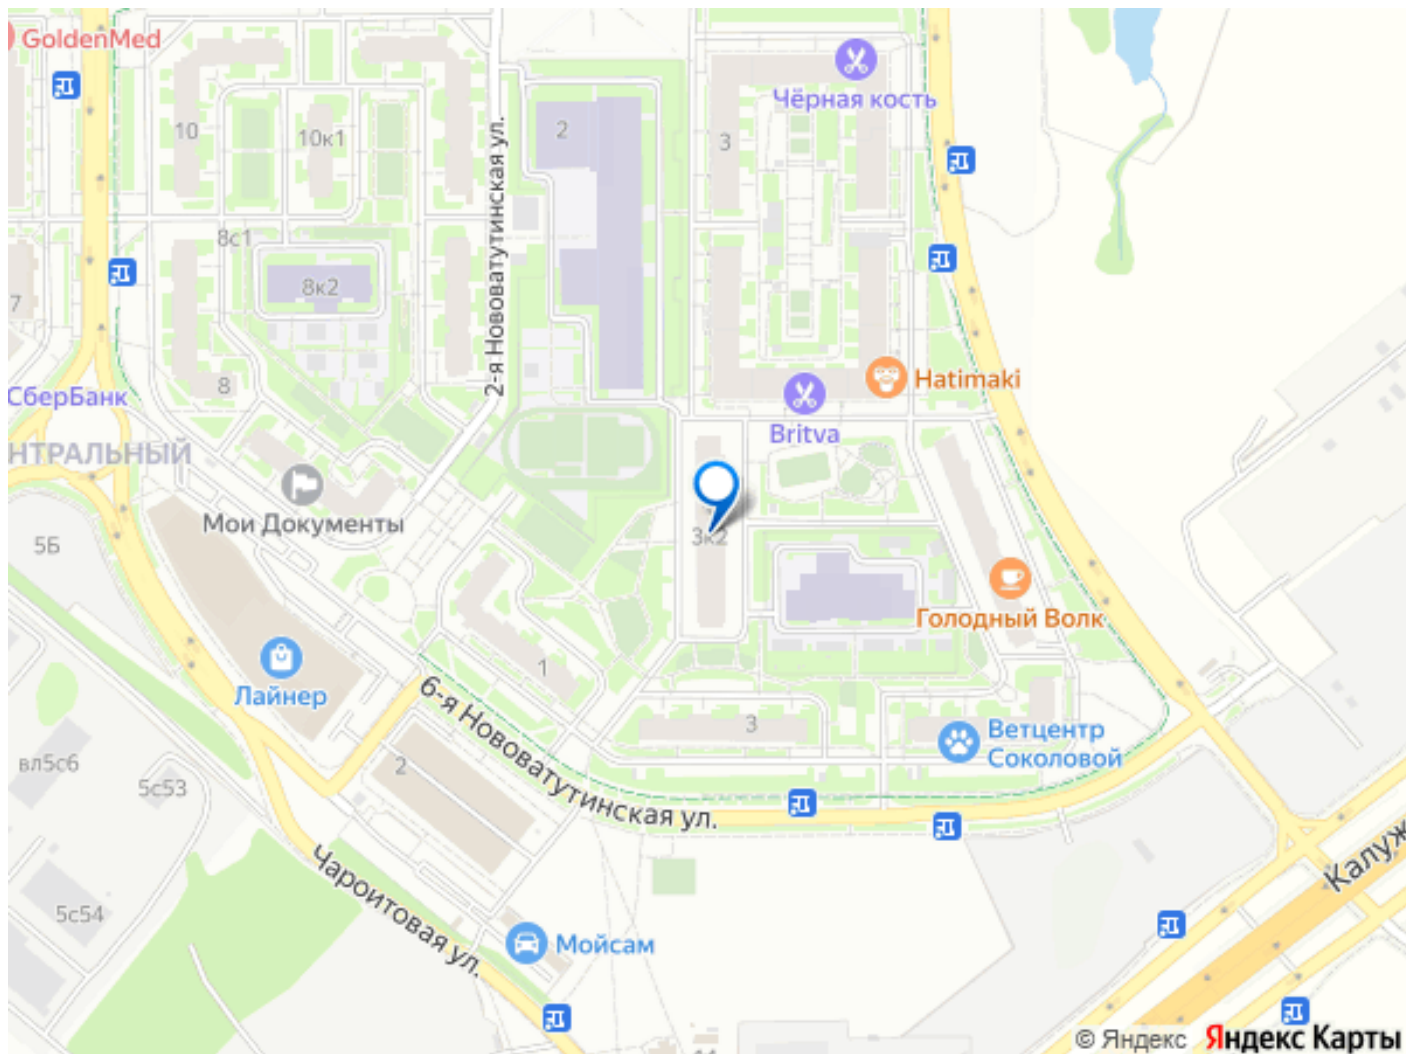 GoldenMed
Чёрная кость
10
10к1
2
3
2-я Нововатутинская ул.
8с1
8к2
7
8
СберБанк
Hatimaki
Britva
НТРАЛЬНЫЙ
Мои Документы
5Б
3к2
Голодный Волк
1
Лайнер
6-я Нововатутинская ул.
3
Ветцентр
Соколовой
2
вл5с6
5с53
Чароитовая ул.
Калуж
5с54
Мойсам
© Яндекс Яндекс Карты